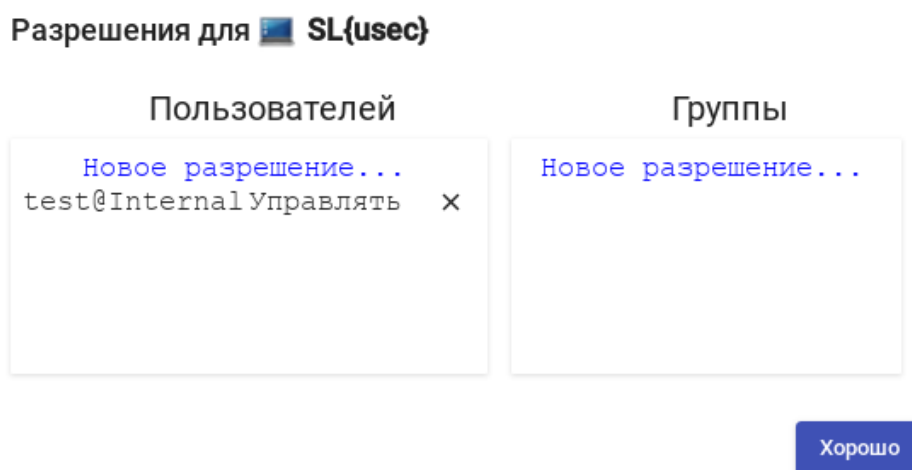 Разрешения для SL{usec}
Пользователей
Группы
Новое разрешение...
test@Internal Управлять ×
Новое разрешение...
Хорошо